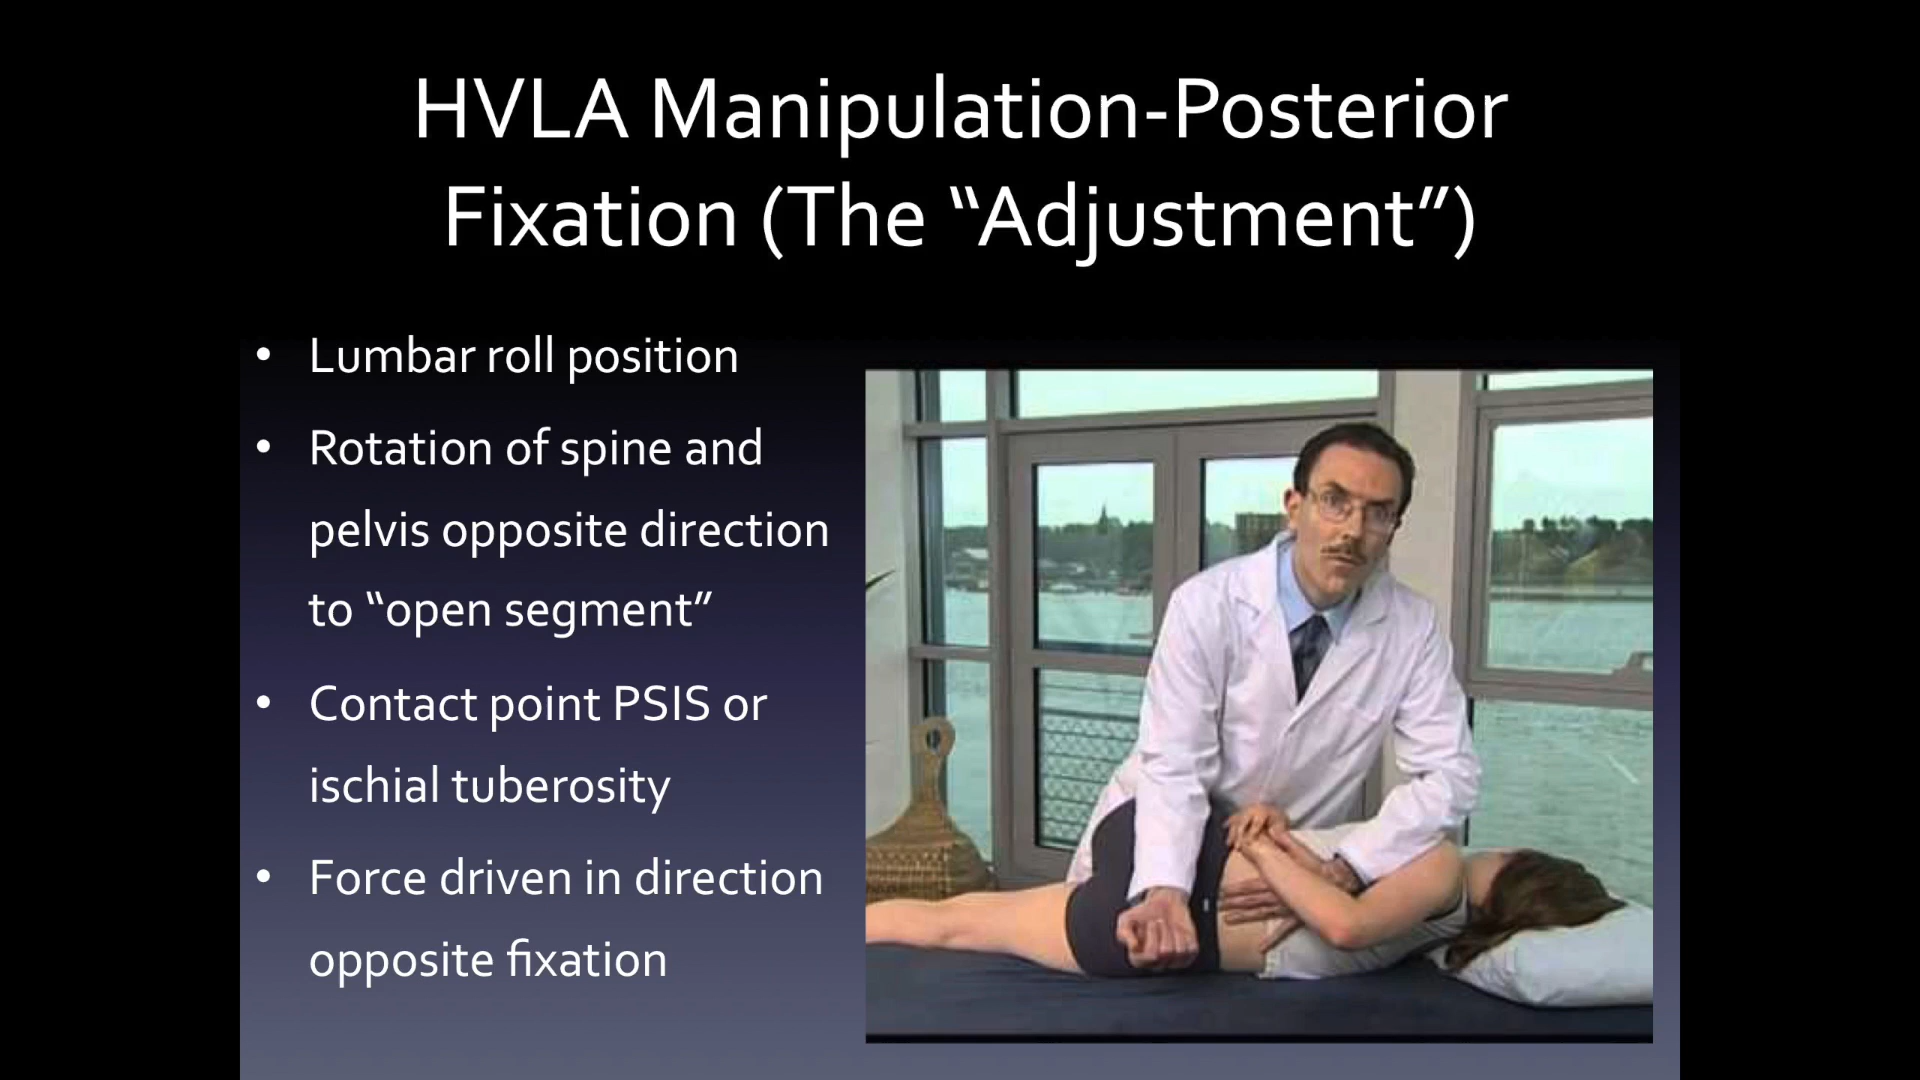 HVLA Manipulation-Posterior
Fixation (The “Adjustment”)
• Lumbar roll position
• Rotation of spine and
pelvis opposite direction
to “open segment”
• Contact point PSIS or
ischial tuberosity
• Force driven in direction
opposite fixation